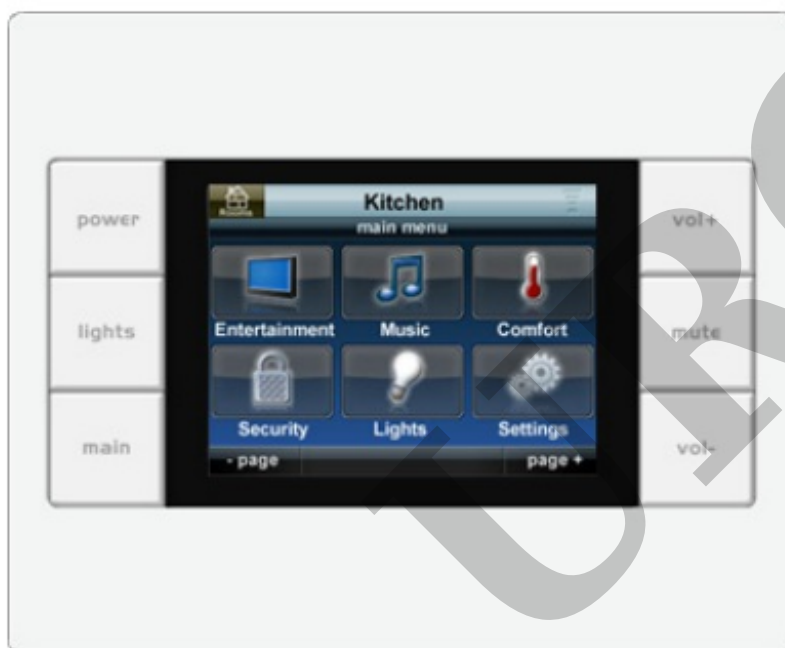 Kitchen
main menu
power
vol+
Entertainment
Music
Comfort
lights
mute
Security
Lights
Settings
main
vol-
- page
page +